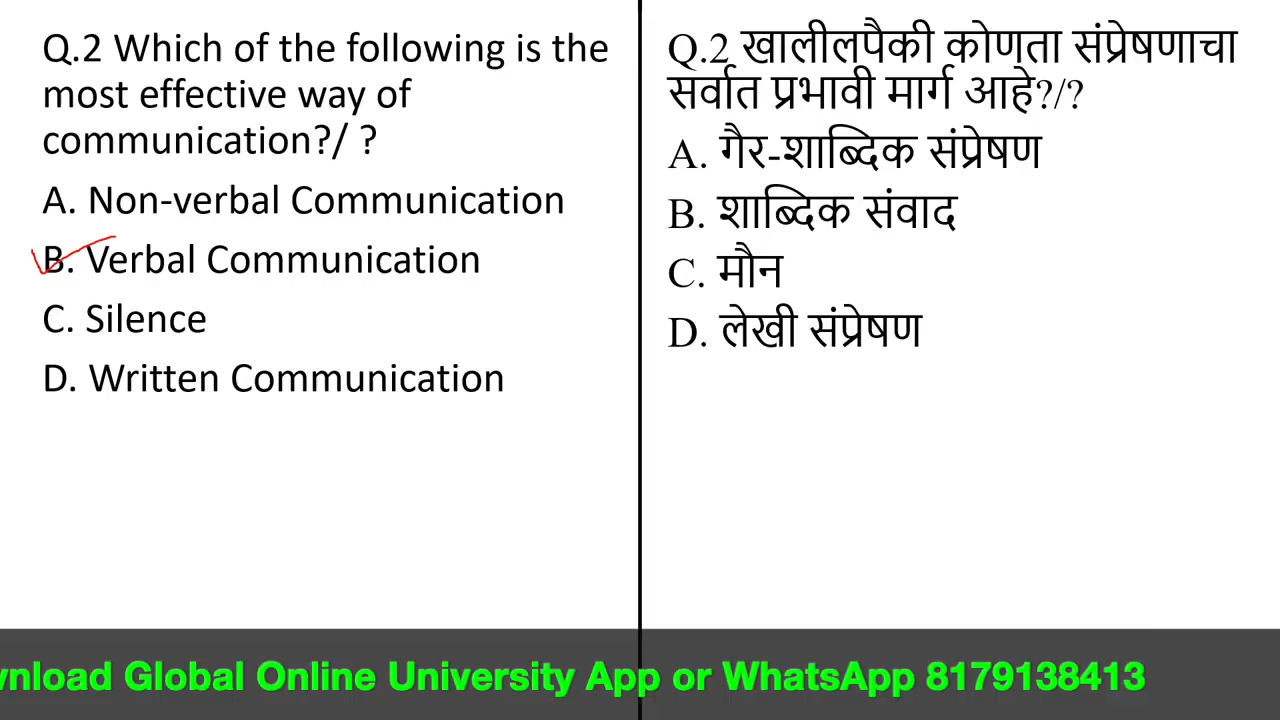 Q.2 Which of the following is the
most effective way of
communication?/ ?
A. Non-verbal Communication
B. Verbal Communication
C. Silence
D. Written Communication
Q.2 खालीलपैकी कोणता संप्रेषणाचा
सर्वात प्रभावी मार्ग आहे?/?
A. गैर-शाब्दिक संप्रेषण
B. शाब्दिक संवाद
C. मौन
D. लेखी संप्रेषण
wnload Global Online University App or WhatsApp 8179138413